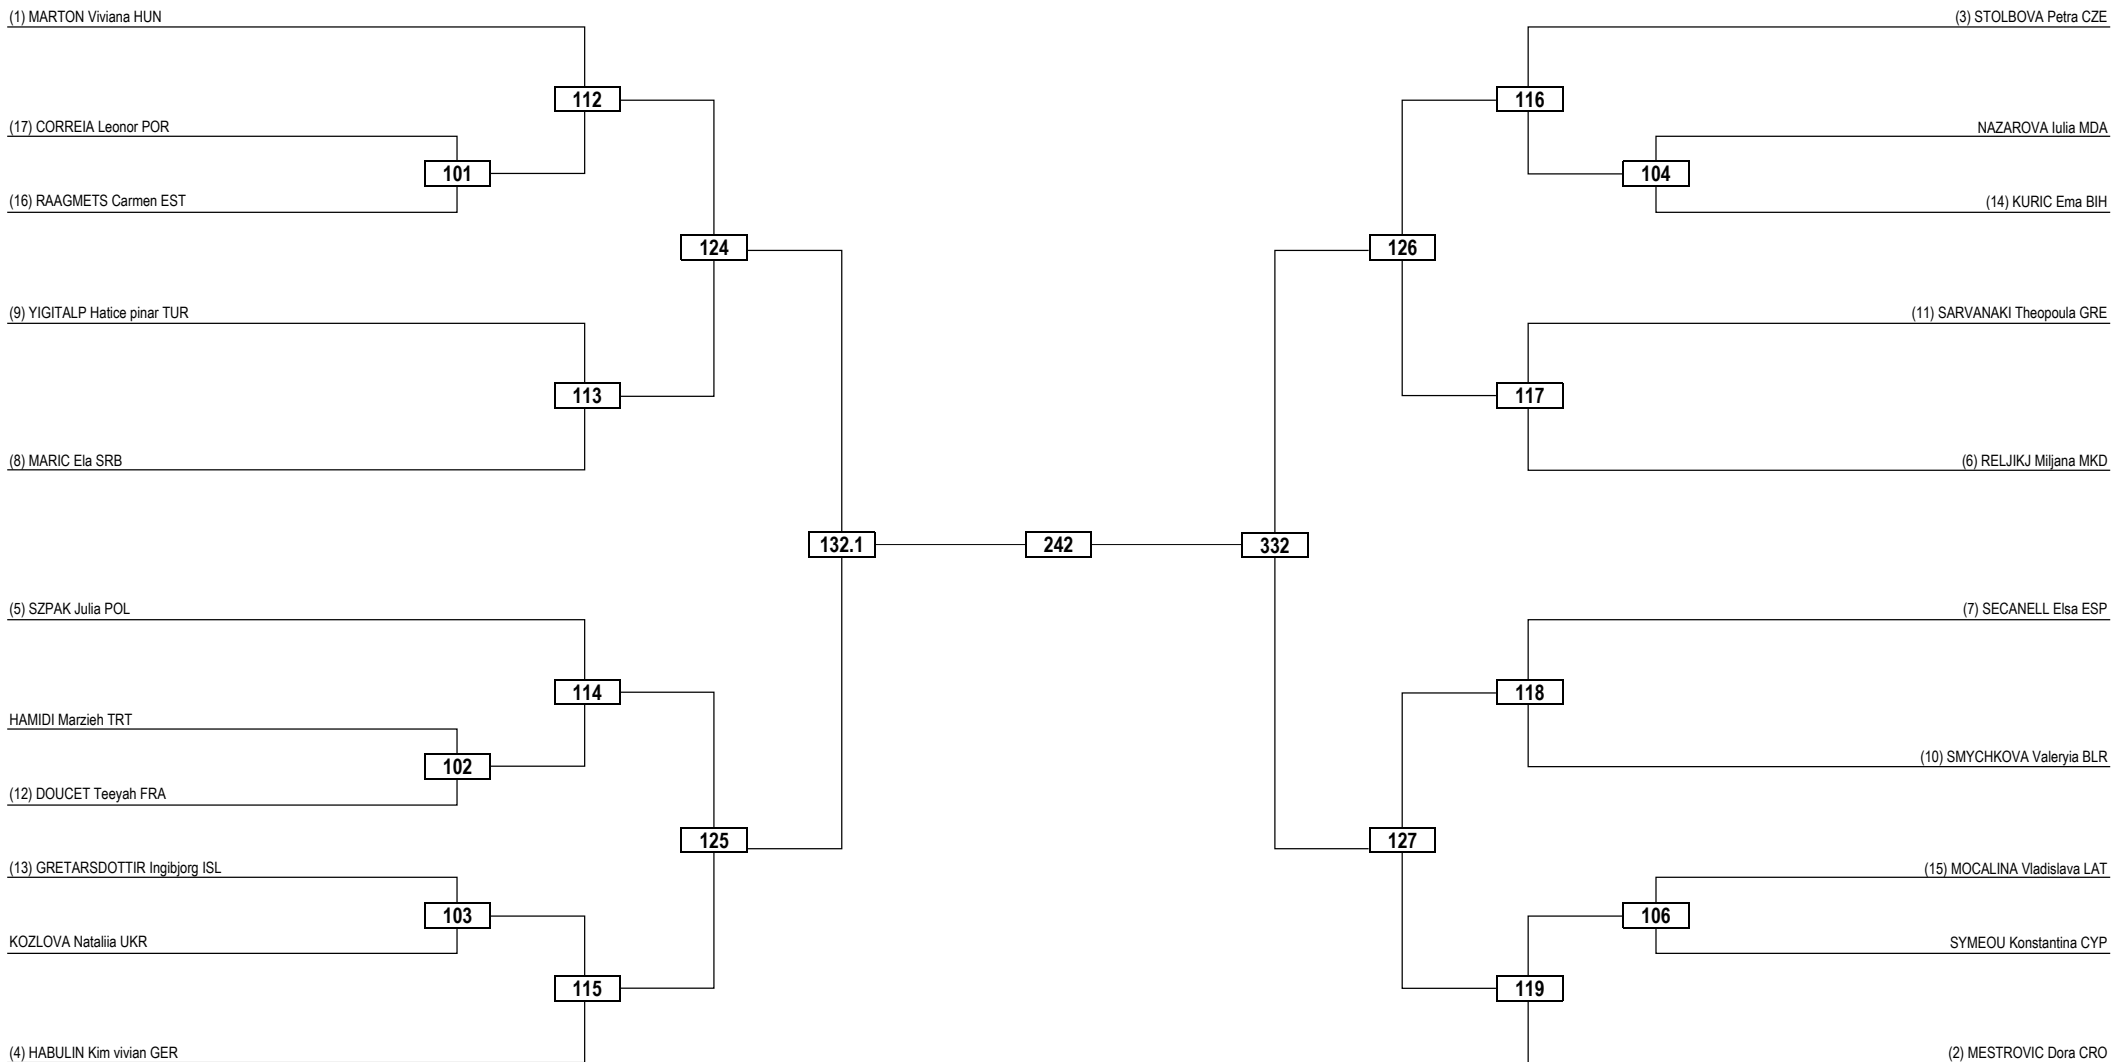 (1) MARTON Viviana HUN
(3) STOLBOVA Petra CZE
112
116
(17) CORREIA Leonor POR
NAZAROVA Iulia MDA
101
104
(16) RAAGMETS Carmen EST
(14) KURIC Ema BIH
124
126
(9) YIGITALP Hatice pinar TUR
(11) SARVANAKI Theopoula GRE
113
117
(8) MARIC Ela SRB
(6) RELJIKJ Miljana MKD
132.1
242
332
(5) SZPAK Julia POL
(7) SECANELL Elsa ESP
114
118
HAMIDI Marzieh TRT
(10) SMYCHKOVA Valeryia BLR
102
(12) DOUCET Teeyah FRA
125
127
(13) GRETARSDOTTIR Ingibjorg ISL
(15) MOCALINA Vladislava LAT
103
106
KOZLOVA Nataliia UKR
SYMEOU Konstantina CYP
115
119
(4) HABULIN Kim vivian GER
(2) MESTROVIC Dora CRO